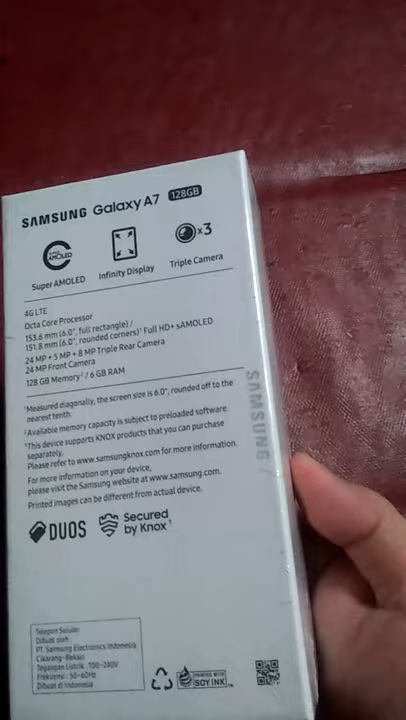 SAMSUNG Galaxy A7 128GB
AMOLED
x3
Super AMOLED
Infinity Display
Triple Camera
4G LTE
Octa Core Processor
153.6 mm (6.0", full rectangle) /
151.8 mm (6.0", rounded corners)¹ Full HD+ sAMOLED
24 MP + 5 MP + 8 MP Triple Rear Camera
24 MP Front Camera
128 GB Memory² / 6 GB RAM
¹Measured diagonally, the screen size is 6.0", rounded off to the
nearest tenth.
²Available memory capacity is subject to preloaded software.
³This device supports KNOX products that you can purchase
separately.
Please refer to www.samsungknox.com for more information.
For more information on your device,
please visit the Samsung website at www.samsung.com.
Printed images can be different from actual device.
DUOS
Secured
by Knox³
SAMSUNG
Telepon Selular
Dibuat oleh :
PT. Samsung Electronics Indonesia
Cikarang-Bekasi
Tegangan Listrik : 100-240V
Frekuensi : 50-60Hz
Dibuat di Indonesia
PRINTED WITH
SOY INK